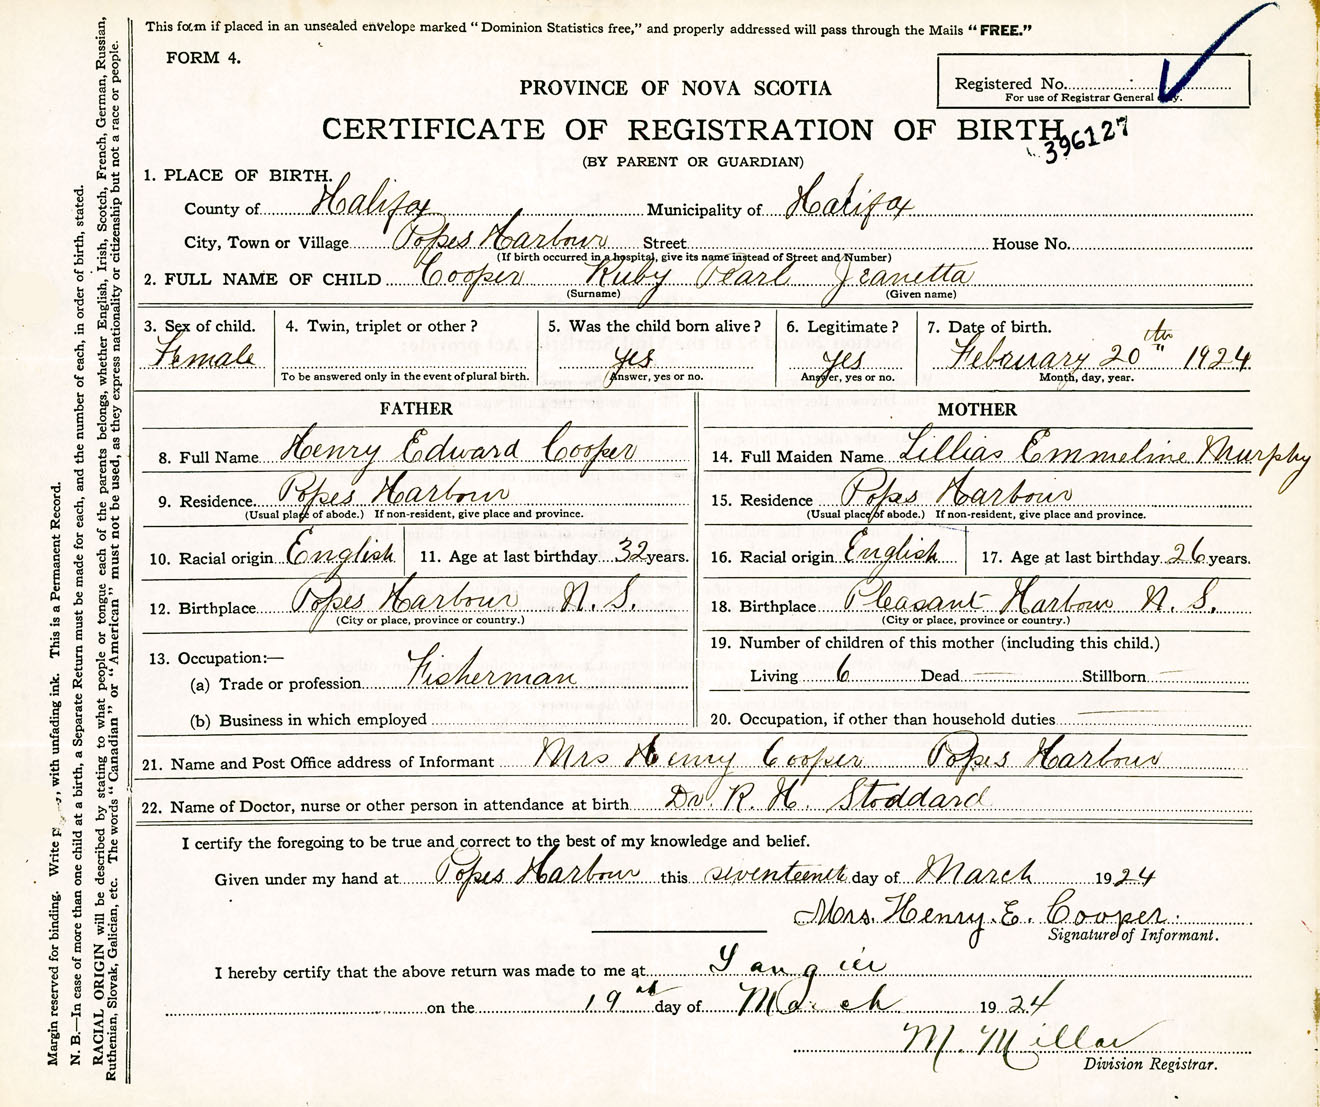 This form if placed in an unsealed envelope marked "Dominion Statistics free," and properly addressed will pass through the Mails "FREE."
FORM 4.
Registered No.
For use of Registrar General
PROVINCE OF NOVA SCOTIA
CERTIFICATE OF REGISTRATION OF BIRTH
396127
(BY PARENT OR GUARDIAN)
1. PLACE OF BIRTH.
County of Halifax Municipality of Halifax
City, Town or Village Popes Harbour Street House No.
(If birth occurred in a hospital, give its name instead of Street and Number)
2. FULL NAME OF CHILD Cooper Ruby Pearl Jeanetta
(Surname) (Given name)
3. Sex of child. 4. Twin, triplet or other? 5. Was the child born alive? 6. Legitimate? 7. Date of birth.
Female yes yes February 20th 1924
To be answered only in the event of plural birth. Answer, yes or no. Answer, yes or no. Month, day, year.
FATHER MOTHER
8. Full Name Henry Edward Cooper 14. Full Maiden Name Lillias Emmeline Murphy
9. Residence Popes Harbour 15. Residence Popes Harbour
(Usual place of abode.) If non-resident, give place and province. (Usual place of abode.) If non-resident, give place and province.
10. Racial origin English 11. Age at last birthday 32 years. 16. Racial origin English 17. Age at last birthday 26 years.
12. Birthplace Popes Harbour N. S. 18. Birthplace Pleasant Harbour N. S.
(City or place, province or country.) (City or place, province or country.)
13. Occupation:— 19. Number of children of this mother (including this child.)
(a) Trade or profession Fisherman Living 6 Dead — Stillborn —
(b) Business in which employed 20. Occupation, if other than household duties —
21. Name and Post Office address of Informant Mrs Henry Cooper Popes Harbour
22. Name of Doctor, nurse or other person in attendance at birth Dr. R. H. Stoddard
I certify the foregoing to be true and correct to the best of my knowledge and belief.
Given under my hand at Popes Harbour this seventeenth day of March 1924
Mrs. Henry. E. Cooper.
Signature of Informant.
I hereby certify that the above return was made to me at Tangier
on the 19th day of March 1924
M. Millar
Division Registrar.
Margin reserved for binding. Write with unfading ink. This is a Permanent Record.
N. B.—In case of more than one child at a birth, a Separate Return must be made for each, and the number of each, in order of birth, stated.
RACIAL ORIGIN will be described by stating to what people or tongue each of the parents belongs, whether English, Irish, Scotch, French, German, Russian,
Ruthenian, Slovak, Galician, etc. The words "Canadian" or "American" must not be used, as they express nationality or citizenship but not a race or people.